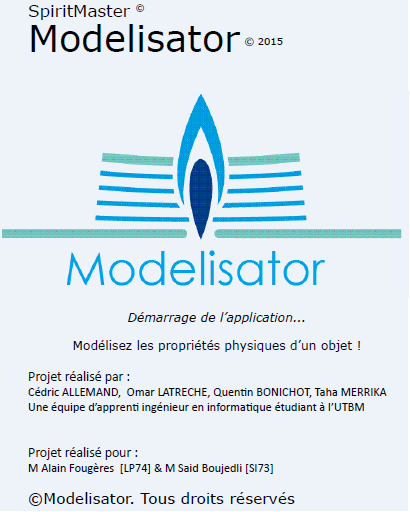 SpiritMaster ©
Modelisator © 2015
Modelisator
Démarrage de l'application...
Modélisez les propriétés physiques d'un objet !
Projet réalisé par :
Cédric ALLEMAND, Omar LATRECHE, Quentin BONICHOT, Taha MERRIKA
Une équipe d'apprenti ingénieur en informatique étudiant à l'UTBM
Projet réalisé pour :
M Alain Fougères [LP74] & M Said Boujedli [SI73]
©Modelisator. Tous droits réservés